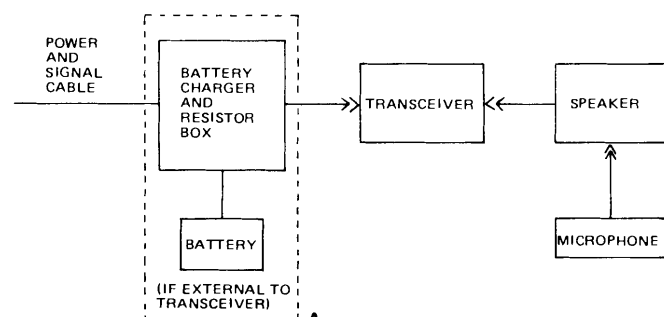 POWER
AND
SIGNAL
CABLE
BATTERY
CHARGER
AND
RESISTOR
BOX
TRANSCEIVER
SPEAKER
BATTERY
MICROPHONE
(IF EXTERNAL TO
TRANSCEIVER)